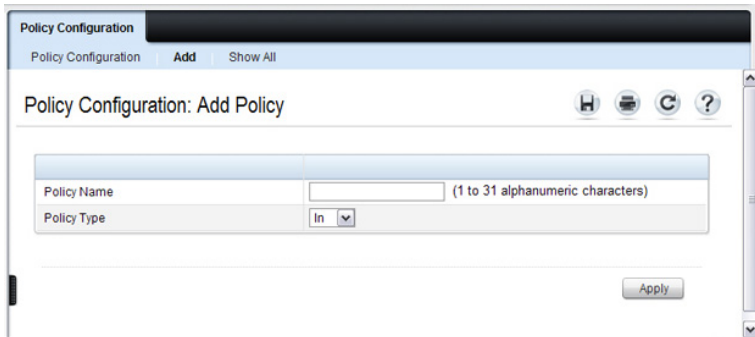 Policy Configuration
Policy Configuration Add Show All
Policy Configuration: Add Policy
?
Policy Name (1 to 31 alphanumeric characters)
Policy Type In
Apply